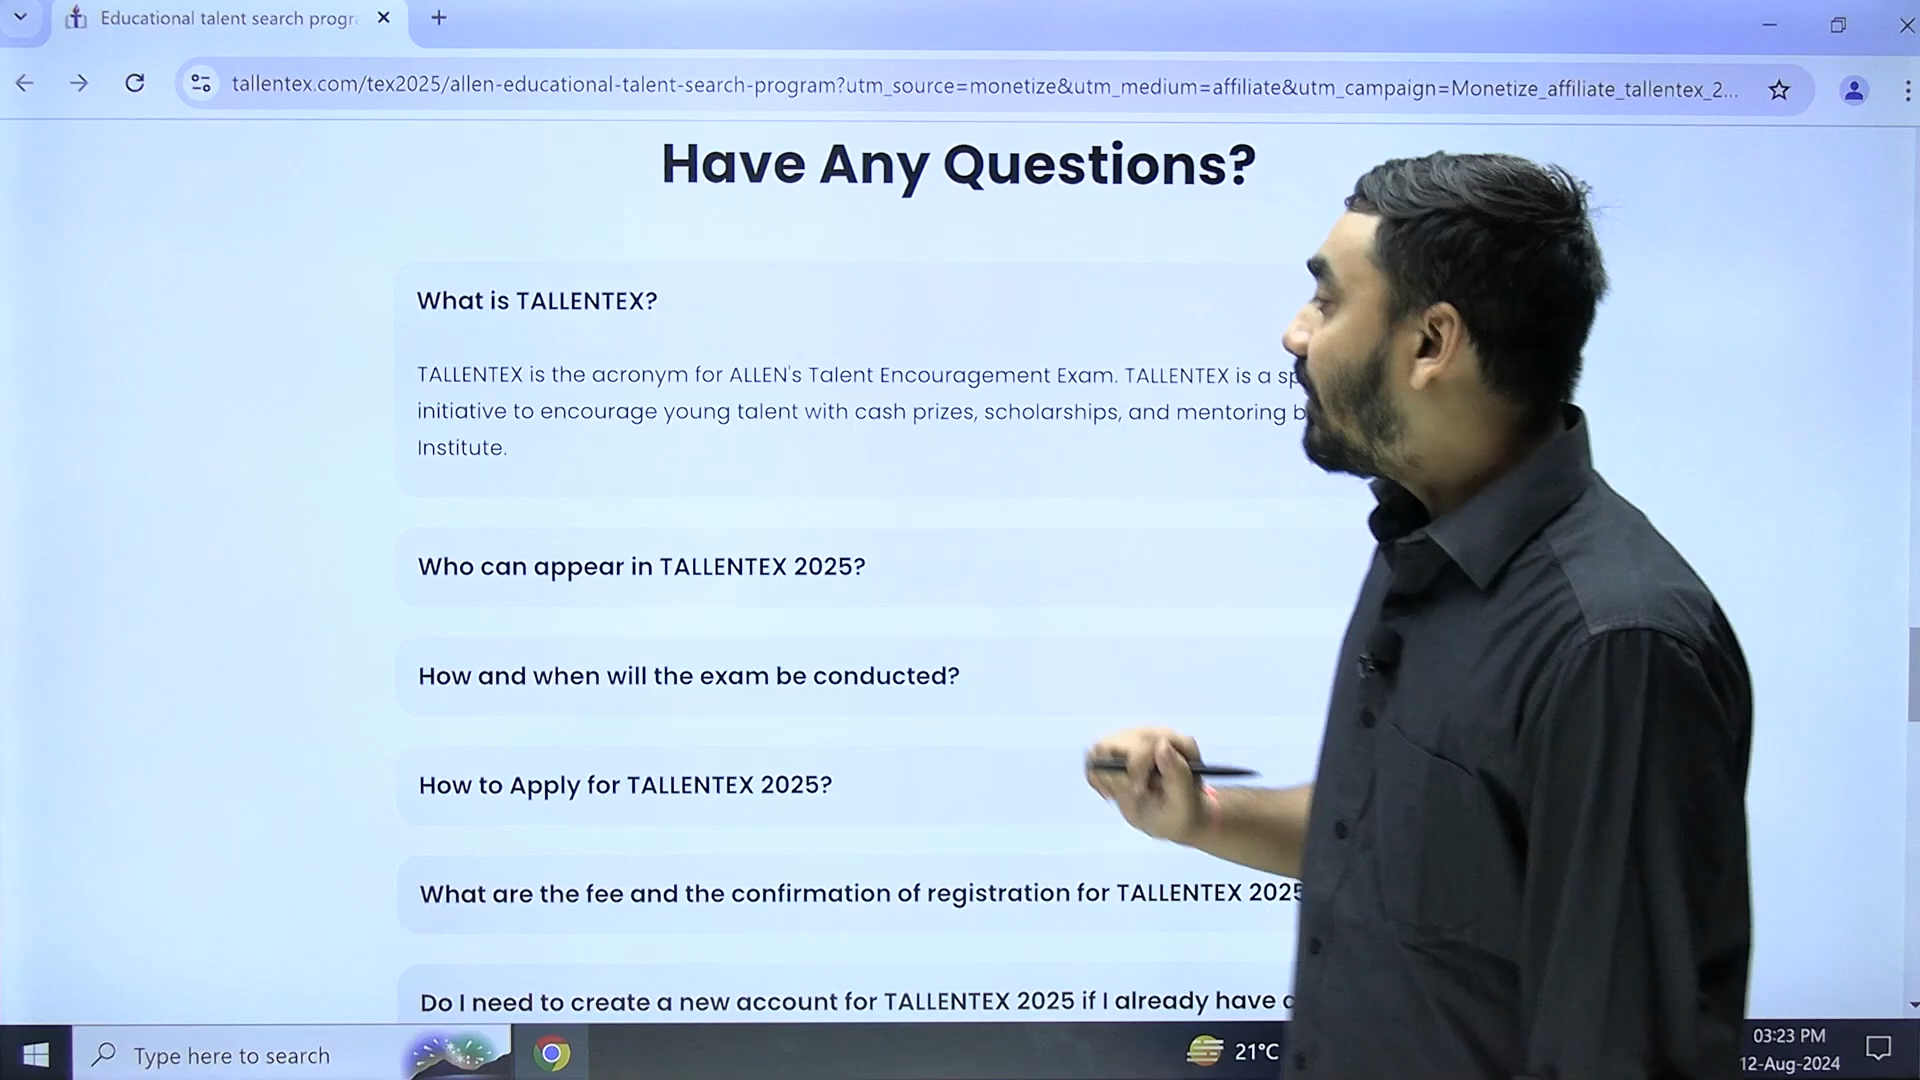 Educational talent search progr
tallentex.com/tex2025/allen-educational-talent-search-program?utm_source=monetize&utm_medium=affiliate&utm_campaign=Monetize_affiliate_tallentex_2...
Have Any Questions?
What is TALLENTEX?
TALLENTEX is the acronym for ALLEN's Talent Encouragement Exam. TALLENTEX is a
initiative to encourage young talent with cash prizes, scholarships, and mentoring
Institute.
Who can appear in TALLENTEX 2025?
How and when will the exam be conducted?
How to Apply for TALLENTEX 2025?
What are the fee and the confirmation of registration for TALLENTEX 2025
Do I need to create a new account for TALLENTEX 2025 if I already have
Type here to search
21°C
03:23 PM
12-Aug-2024